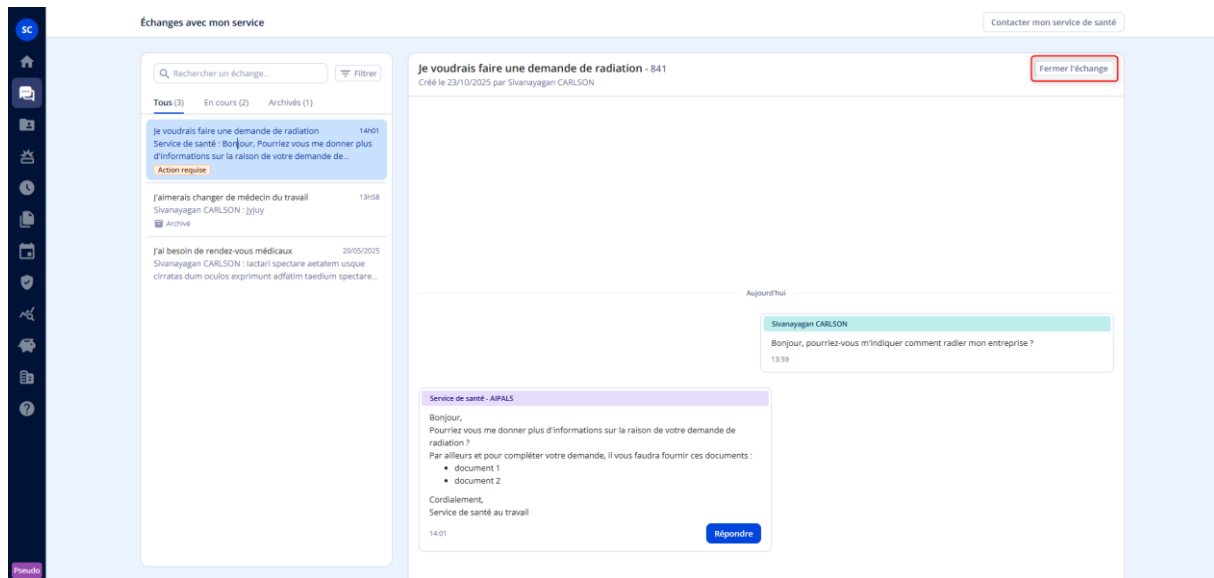 SC
Échanges avec mon service
Contacter mon service de santé
Rechercher un échange...
Filtrer
Tous (3) En cours (2) Archivés (1)
Je voudrais faire une demande de radiation 14h01
Service de santé : Bonjour, Pourriez vous me donner plus
d'informations sur la raison de votre demande de...
Action requise
J'aimerais changer de médecin du travail 13h58
Sivanayagan CARLSON : jyjuy
Archivé
J'ai besoin de rendez-vous médicaux 20/05/2025
Sivanayagan CARLSON : iactari spectare aetatem usque
cirratas dum oculos exprimunt adfatim taedium spectare...
Pseudo
Je voudrais faire une demande de radiation - 841
Créé le 23/10/2025 par Sivanayagan CARLSON
Fermer l'échange
Aujourd'hui
Sivanayagan CARLSON
Bonjour, pourriez-vous m'indiquer comment radier mon entreprise ?
13:59
Service de santé - AIPALS
Bonjour,
Pourriez vous me donner plus d'informations sur la raison de votre demande de
radiation ?
Par ailleurs et pour compléter votre demande, il vous faudra fournir ces documents :
• document 1
• document 2
Cordialement,
Service de santé au travail
14:01
Répondre